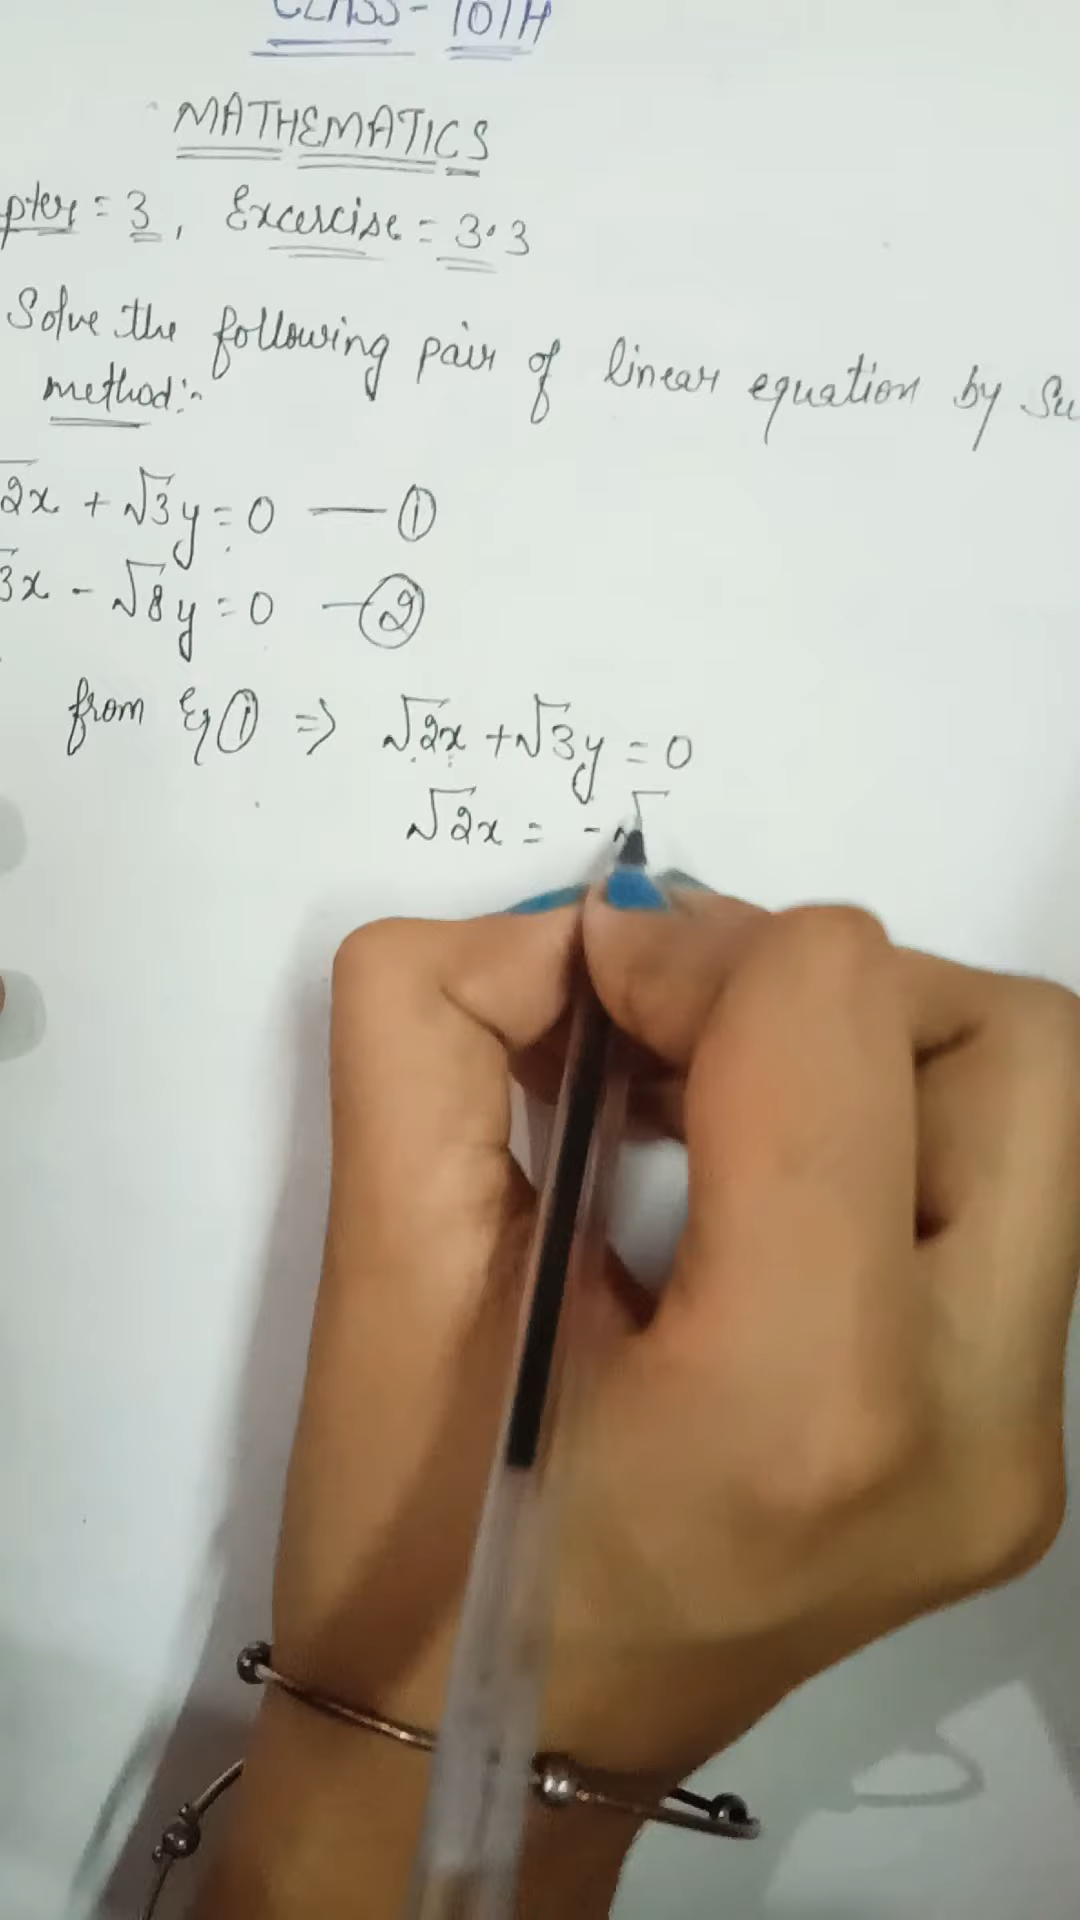 CLASS - 10TH
MATHEMATICS
pter = 3, Excercise = 3.3
Solve the following pair of linear equation by Su
method:-
√2x + √3y = 0 — ①
√3x - √8y = 0 — ②
from Eq ① ⇒ √2x + √3y = 0
√2x = -√